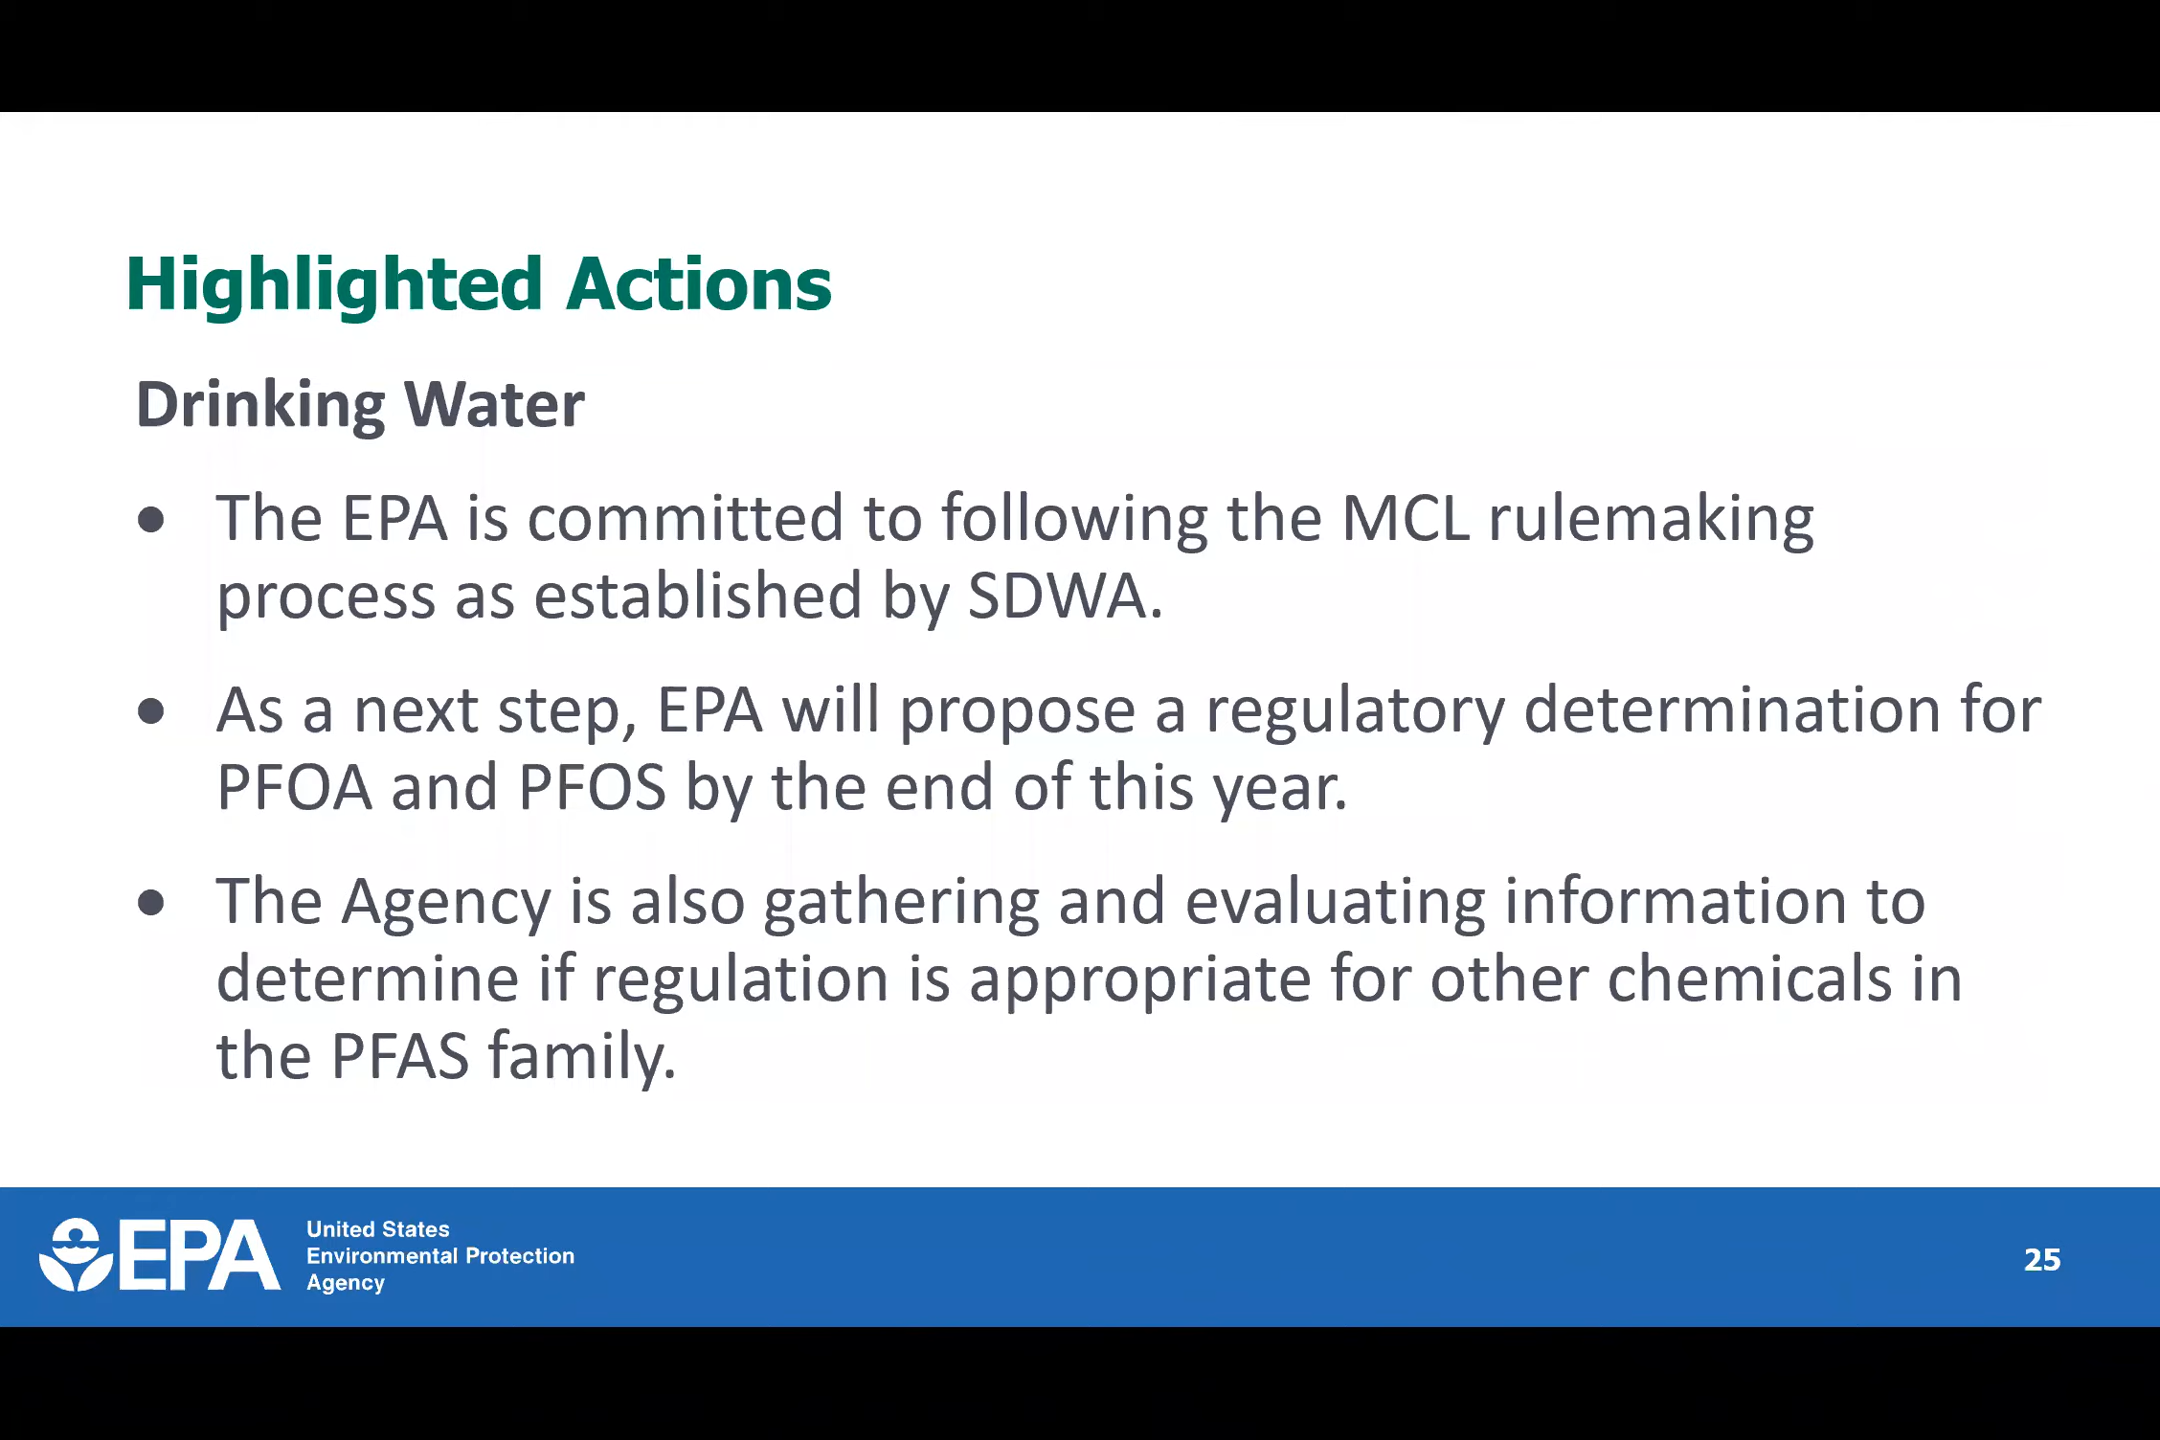 Highlighted Actions
Drinking Water
• The EPA is committed to following the MCL rulemaking
process as established by SDWA.
• As a next step, EPA will propose a regulatory determination for
PFOA and PFOS by the end of this year.
• The Agency is also gathering and evaluating information to
determine if regulation is appropriate for other chemicals in
the PFAS family.
EPA
United States
Environmental Protection
Agency
25